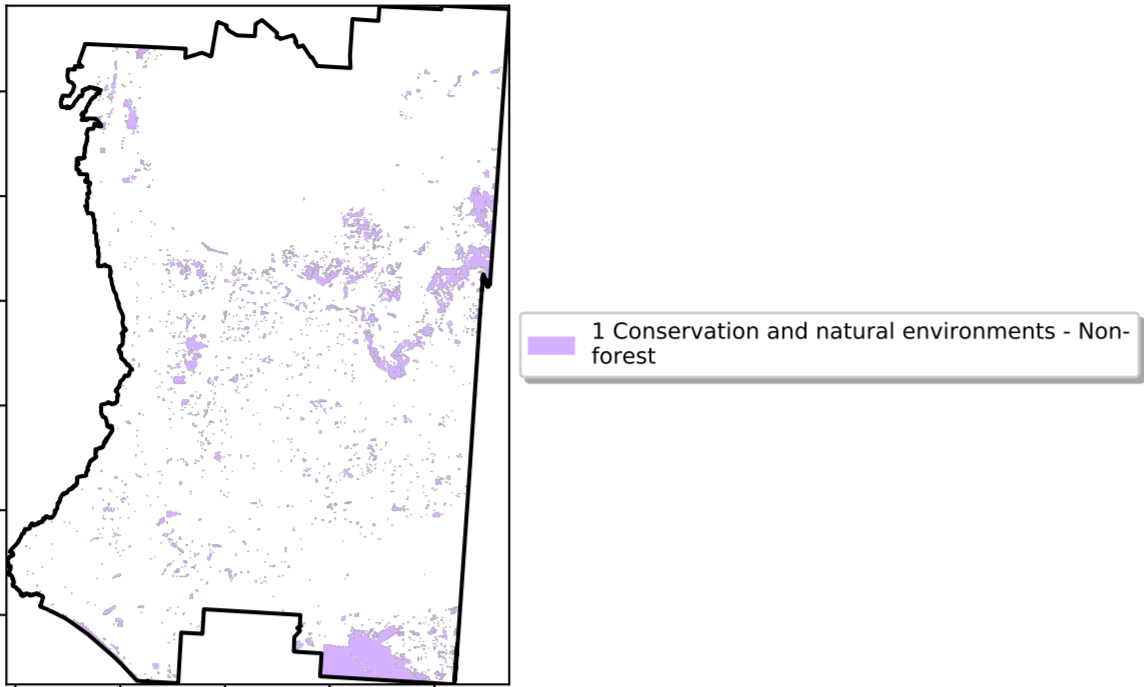 1 Conservation and natural environments - Non-
forest